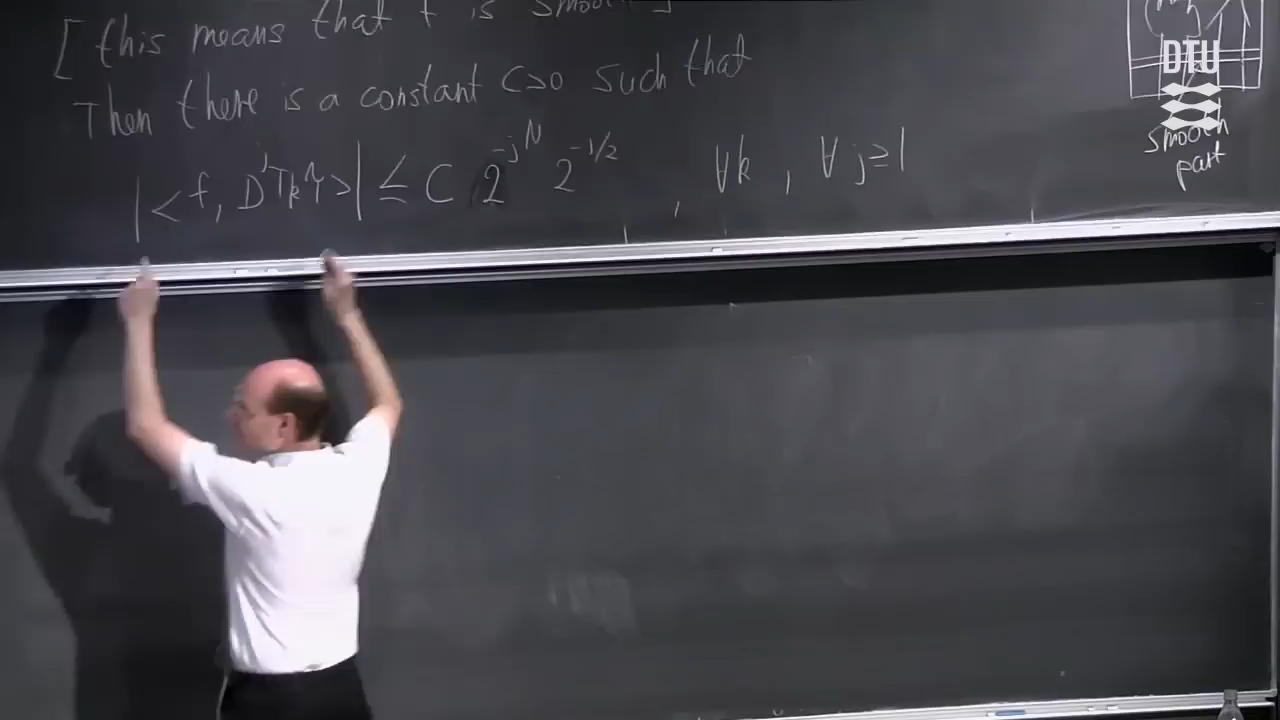 [ this means that f is smooth ]
Then there is a constant C>0 such that
|<f, D^j T_k ψ̃>| ≤ C 2^{-jN} 2^{-1/2} , ∀k , ∀ j≥1
DTU
smooth
part